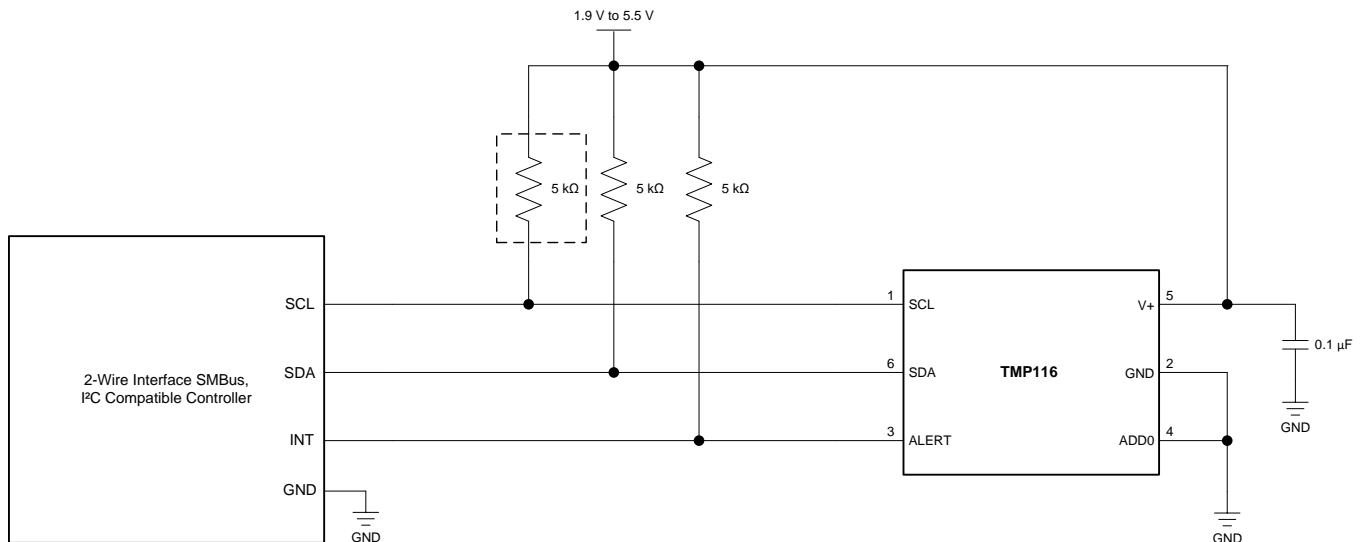 1.9 V to 5.5 V
5 kΩ
5 kΩ
5 kΩ
SCL
SDA
INT
GND
2-Wire Interface SMBus,
I²C Compatible Controller
GND
1
6
3
SCL
SDA
ALERT
TMP116
V+
GND
ADD0
5
2
4
0.1 µF
GND
GND